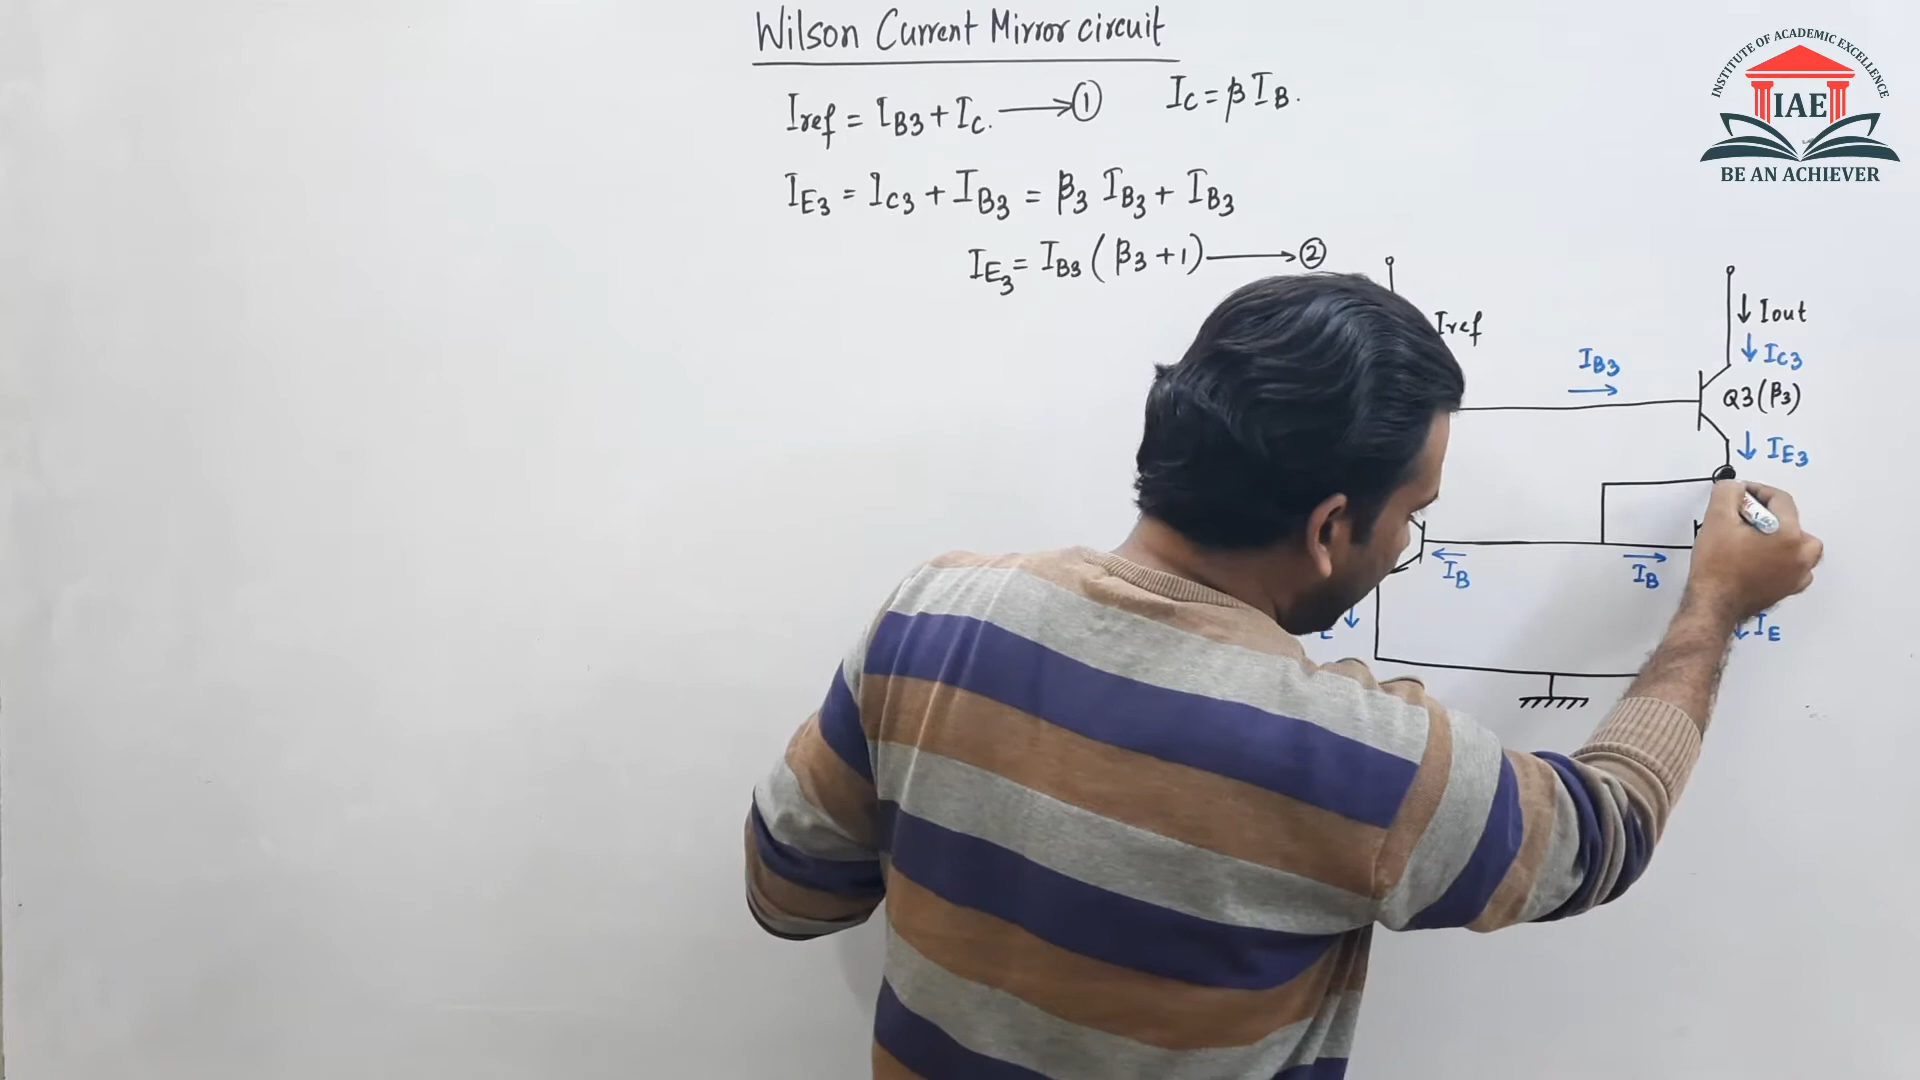 Wilson Current Mirror circuit
Iref = IB3 + IC. → ① IC = β IB.
IE3 = IC3 + IB3 = β3 IB3 + IB3
IE3 = IB3 (β3 + 1) → ②
Iref
↓ Iout
↓ IC3
IB3
→
Q3 (β3)
↓ IE3
← IB
→ IB
↓
↓ IE
INSTITUTE OF ACADEMIC EXCELLENCE
IAE
BE AN ACHIEVER